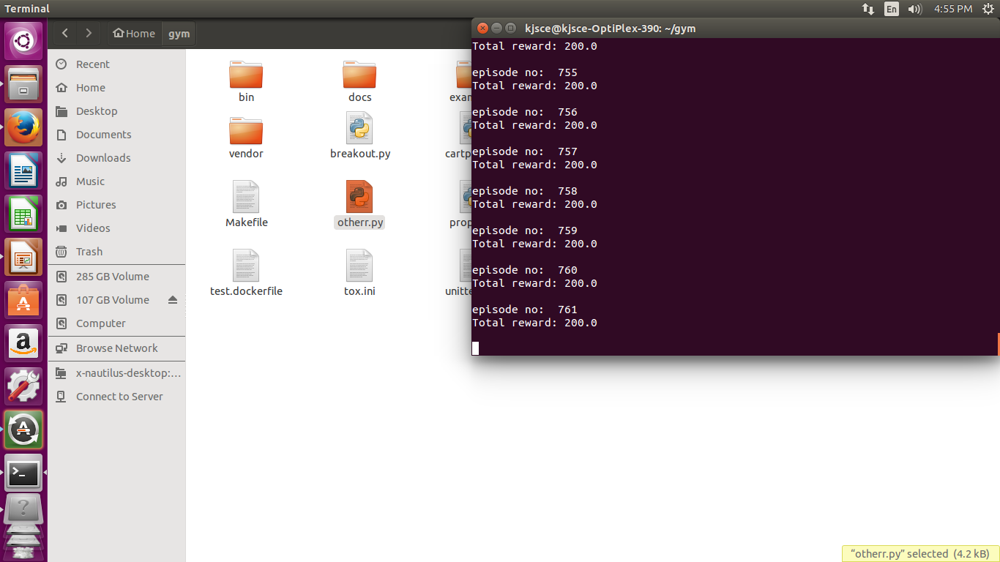 Terminal
En
4:55 PM
Home
gym
Recent
Home
Desktop
Documents
Downloads
Music
Pictures
Videos
Trash
285 GB Volume
107 GB Volume
Computer
Browse Network
x-nautilus-desktop:...
Connect to Server
bin
docs
exam
vendor
breakout.py
cartp
Makefile
otherr.py
prop
test.dockerfile
tox.ini
unitte
kjsce@kjsce-OptiPlex-390: ~/gym
Total reward: 200.0
episode no:  755
Total reward: 200.0
episode no:  756
Total reward: 200.0
episode no:  757
Total reward: 200.0
episode no:  758
Total reward: 200.0
episode no:  759
Total reward: 200.0
episode no:  760
Total reward: 200.0
episode no:  761
Total reward: 200.0
“otherr.py” selected (4.2 kB)